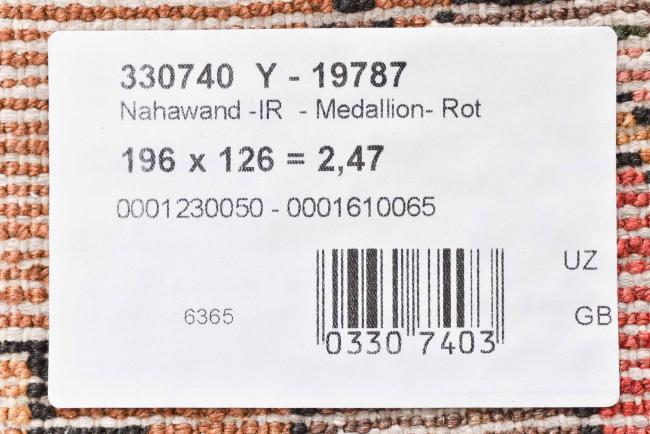 330740 Y - 19787
Nahawand -IR - Medallion- Rot
196 x 126 = 2,47
0001230050 - 0001610065
UZ
6365
GB
0330 7403